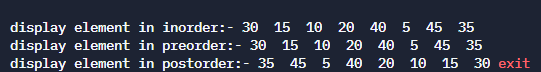 display element in inorder:- 30 15 10 20 40 5 45 35
display element in preorder:- 30 15 10 20 40 5 45 35
display element in postorder:- 35 45 5 40 20 10 15 30 exit